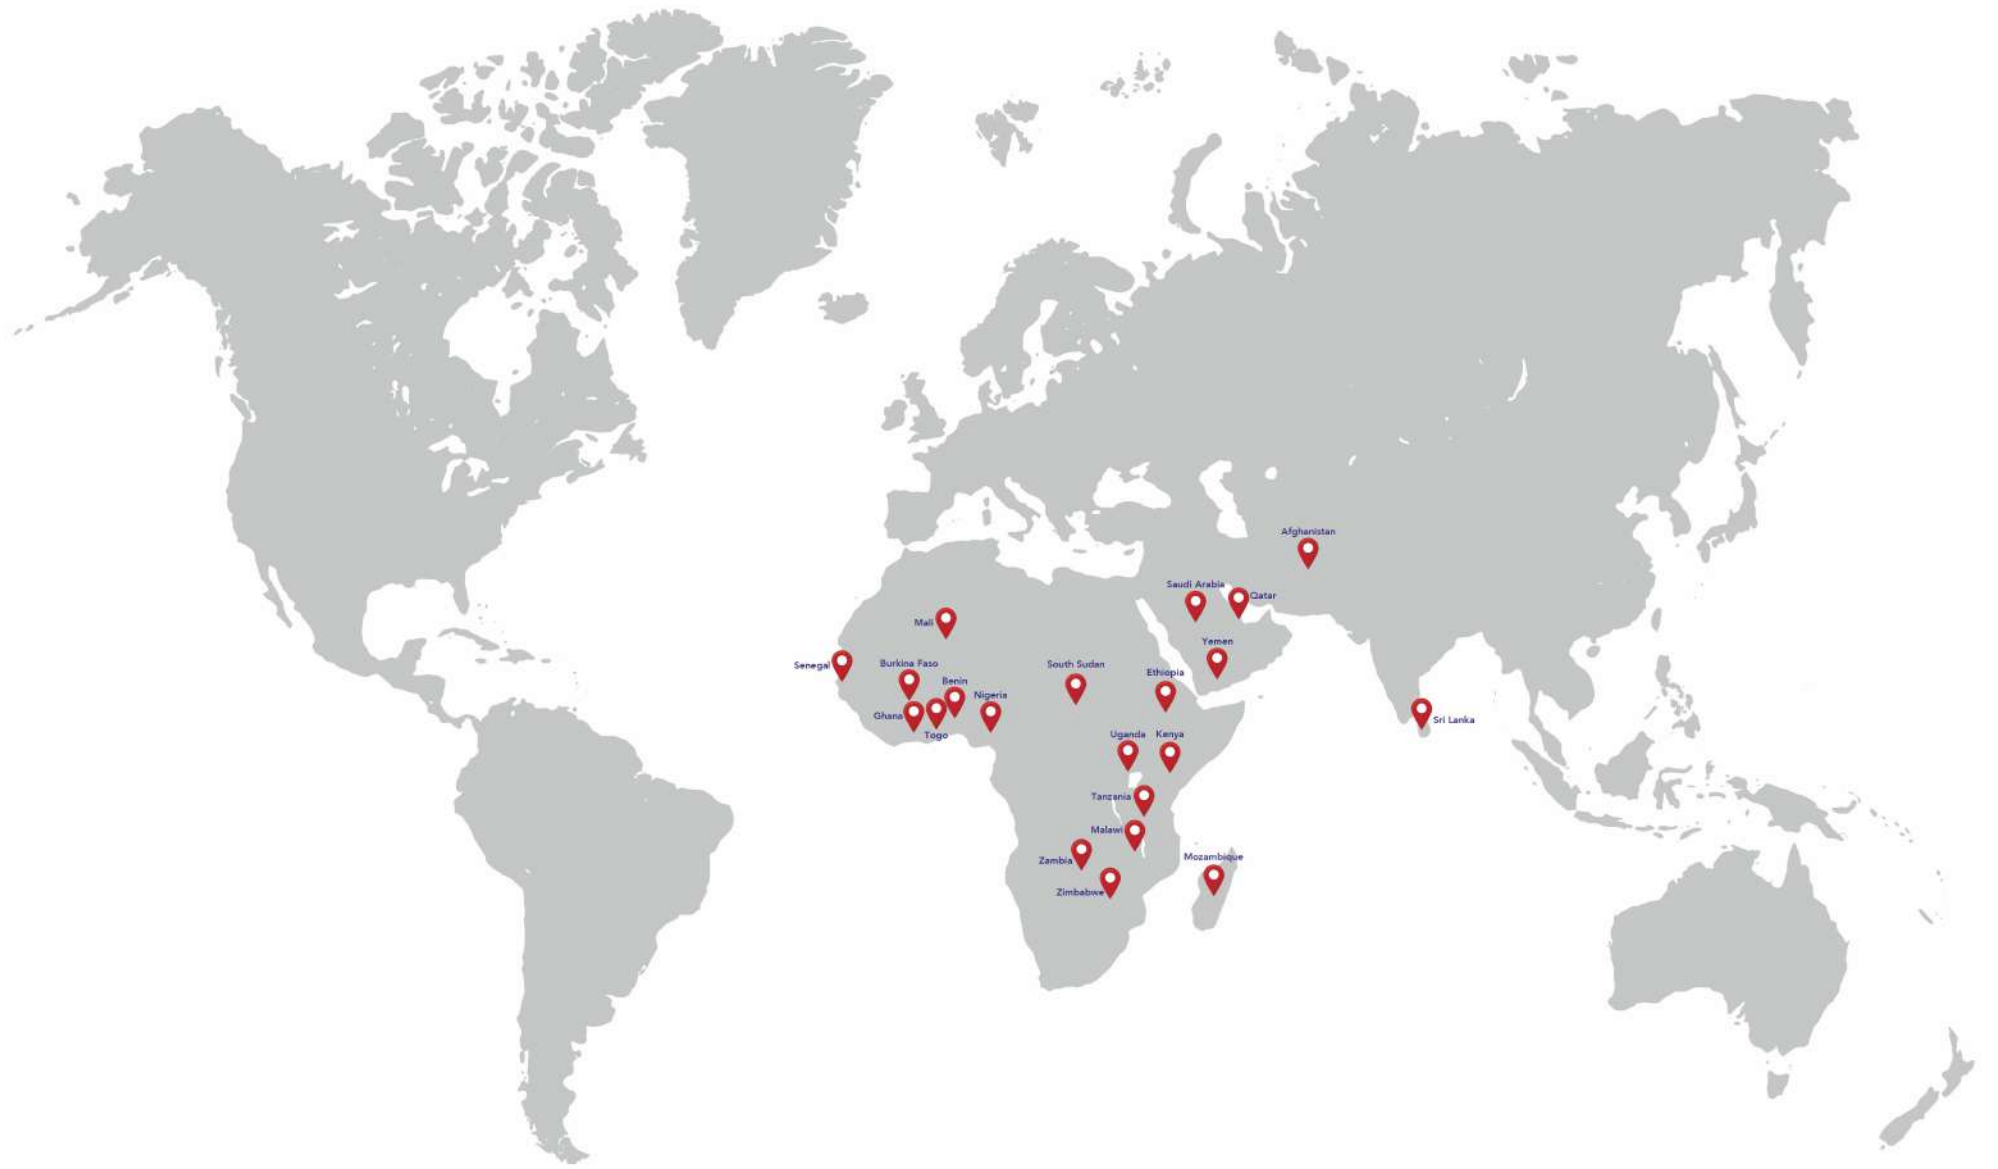 Afghanistan
Saudi Arabia
Qatar
Mali
Yemen
Senegal
Burkina Faso
South Sudan
Ethiopia
Benin
Nigeria
Ghana
Sri Lanka
Togo
Uganda
Kenya
Tanzania
Malawi
Zambia
Mozambique
Zimbabwe